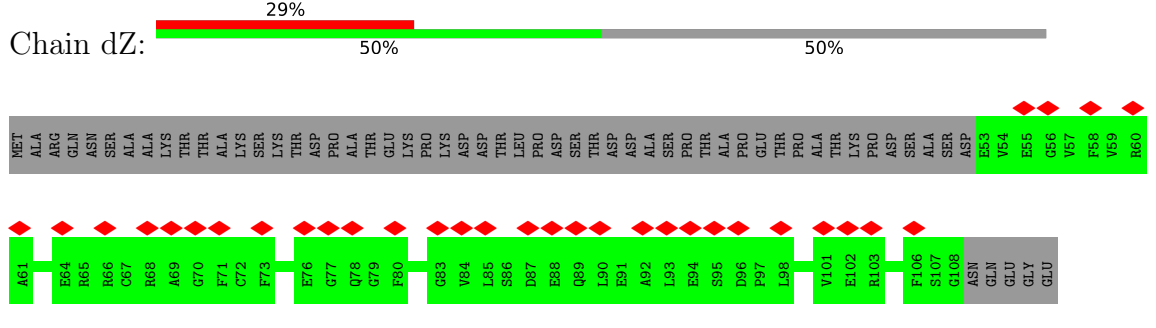 29%
Chain dZ:
50% 50%
MET ALA ARG GLN ASN SER ALA ALA LYS THR THR ALA LYS SER LYS THR ASP PRO ALA THR GLU LYS PRO LYS ASP ASP THR LEU PRO ASP SER THR ASP ASP ALA SER PRO THR ALA PRO GLU THR PRO ALA THR LYS PRO ASP SER ALA SER ASP E53 V54 E55 G56 V57 F58 V59 R60
A61 E64 R65 R66 C67 R68 A69 G70 F71 C72 F73 E76 G77 Q78 G79 F80 G83 V84 L85 S86 D87 E88 Q89 L90 E91 A92 L93 E94 S95 D96 P97 L98 V101 E102 R103 F106 S107 G108 ASN GLN GLU GLY GLU